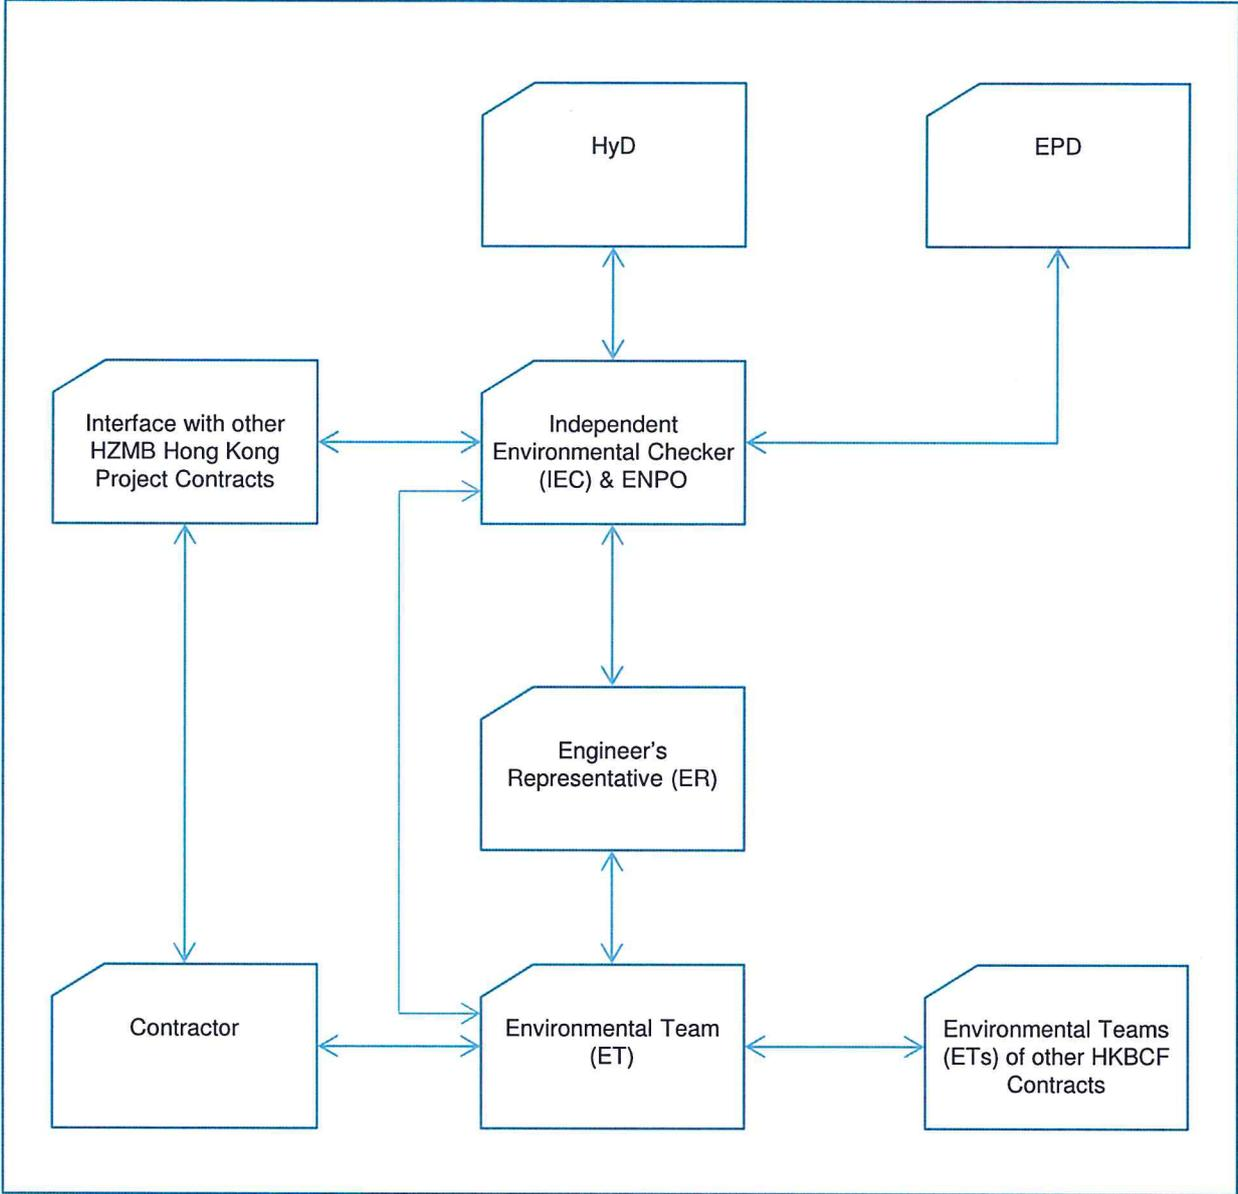 HyD
EPD
Interface with other
HZMB Hong Kong
Project Contracts
Independent
Environmental Checker
(IEC) & ENPO
Engineer's
Representative (ER)
Contractor
Environmental Team
(ET)
Environmental Teams
(ETs) of other HKBCF
Contracts